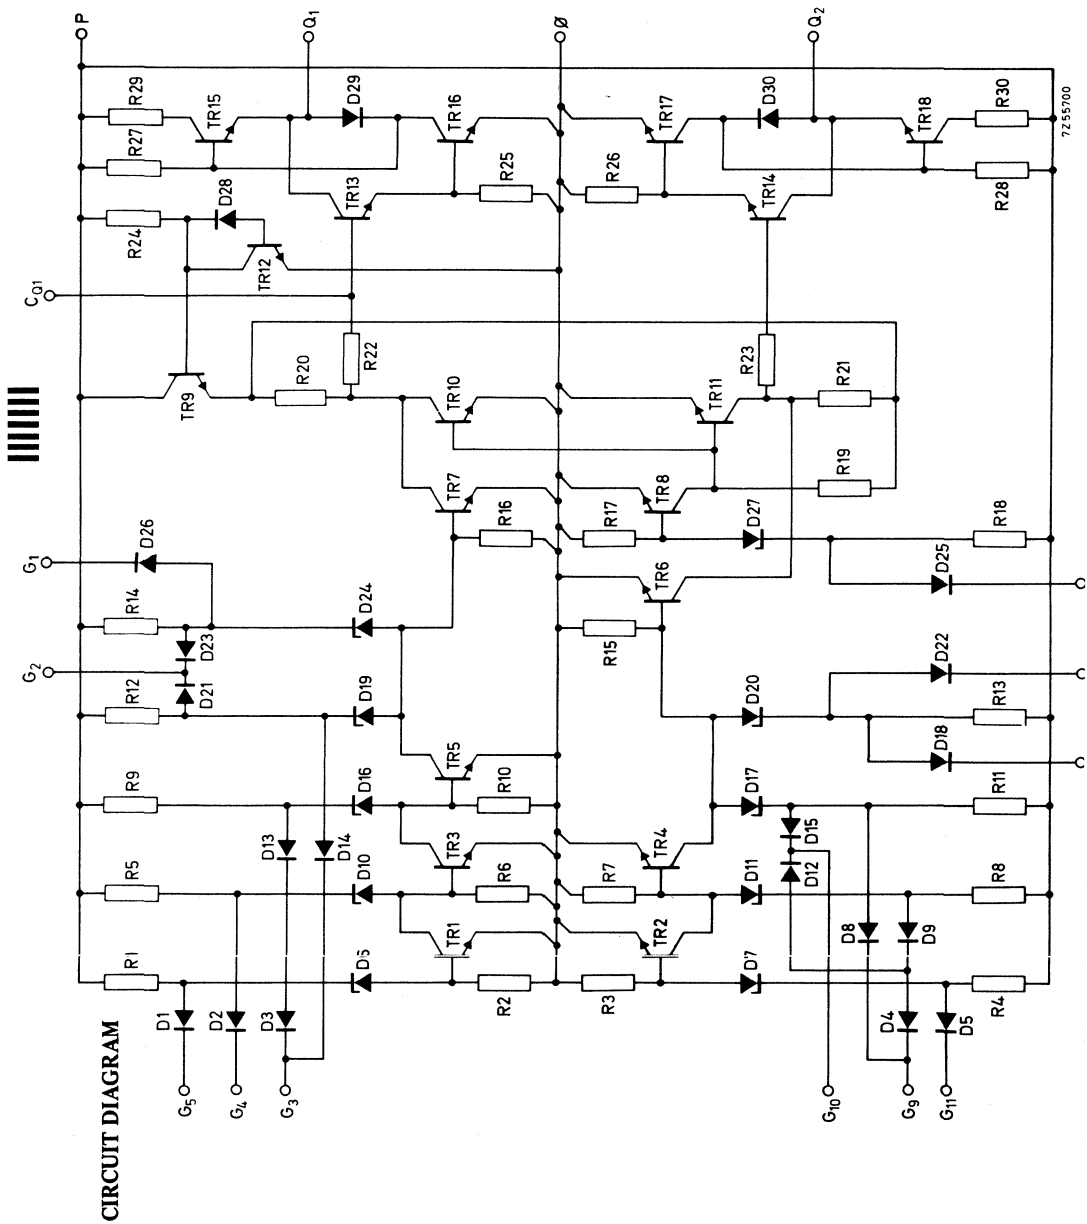 CIRCUIT DIAGRAM
P
Q1
Ø
Q2
R29
TR15
D29
TR16
TR17
D30
TR18
R30
7Z55700
R27
R28
R25
R26
TR13
TR14
D28
R24
TR12
CQ1
TR9
R20
R22
TR10
TR11
R23
R21
R19
TR7
TR8
G1
D26
R16
R17
D27
R18
R14
D24
TR6
D25
G2
D23
D21
R15
D22
R12
D19
D20
R13
D18
TR5
R9
D16
R10
D17
R11
D13
D14
TR3
TR4
D15
D12
R5
D10
R6
R7
D11
R8
TR1
TR2
D8
D9
R1
D6
R2
R3
D7
R4
D1
D2
D3
D4
D5
G5
G4
G3
G10
G9
G11